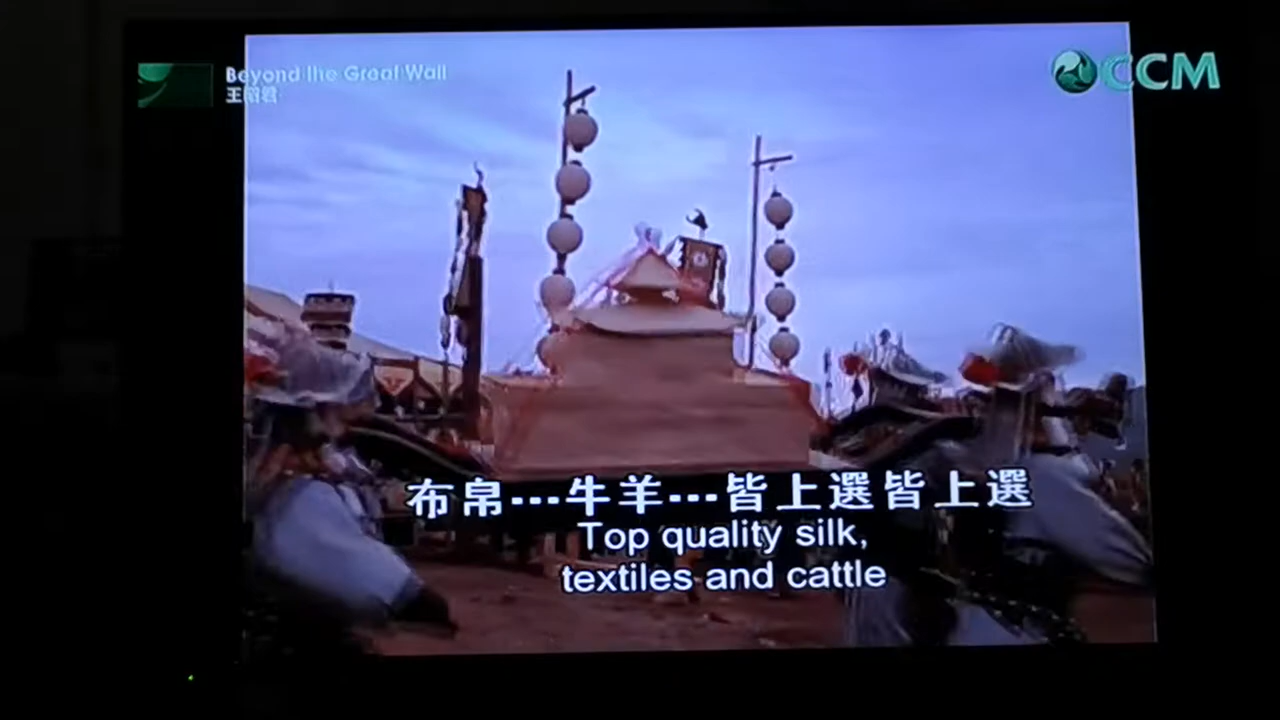 Beyond the Great Wall
王昭君
CCM
布帛---牛羊---皆上選皆上選
Top quality silk,
textiles and cattle